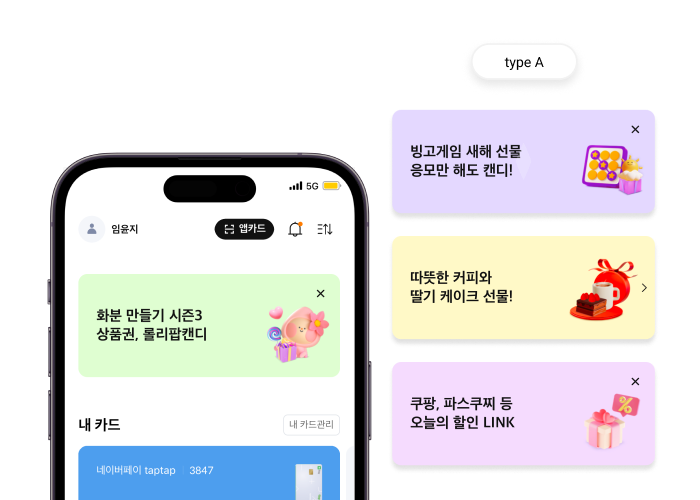 type A
5G
임윤지
앱카드
화분 만들기 시즌3
상품권, 롤리팝캔디
내 카드
내 카드관리
네이버페이 taptap
3847
빙고게임 새해 선물
응모만 해도 캔디!
따뜻한 커피와
딸기 케이크 선물!
쿠팡, 파스쿠찌 등
오늘의 할인 LINK
%